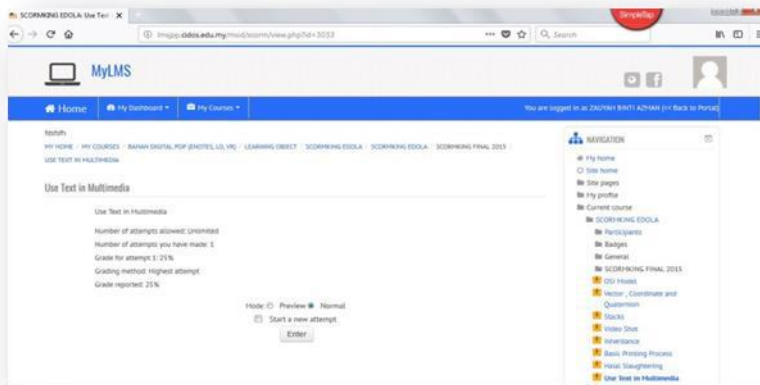 SCORMKING EDOLA: Use Text
SimpleTap
Search
MyLMS
Home
My Dashboard
My Courses
You are logged in as
BINTI AZMAN (<< Back to Portal)
MY HOME / MY COURSES / BAHAN DIGITAL PDP (ENOTES, LO, VR) / LEARNING OBJECT / SCORMKING EDOLA / SCORMKING EDOLA / SCORMKING FINAL 2015
USE TEXT IN MULTIMEDIA
Use Text in Multimedia
Use Text in Multimedia
Number of attempts allowed: Unlimited
Number of attempts you have made: 1
Grade for attempt 1: 25%
Grading method: Highest attempt
Grade reported: 25%
Mode: Preview Normal
Start a new attempt
Enter
NAVIGATION
My home
Site home
Site pages
My profile
Current course
SCORMKING EDOLA
Participants
Badges
General
SCORMKING FINAL 2015
OSI Model
Vector , Coordinate and
Quaternion
Stacks
Video Shot
Inheritance
Basic Printing Process
Halal Slaughtering
Use Text in Multimedia